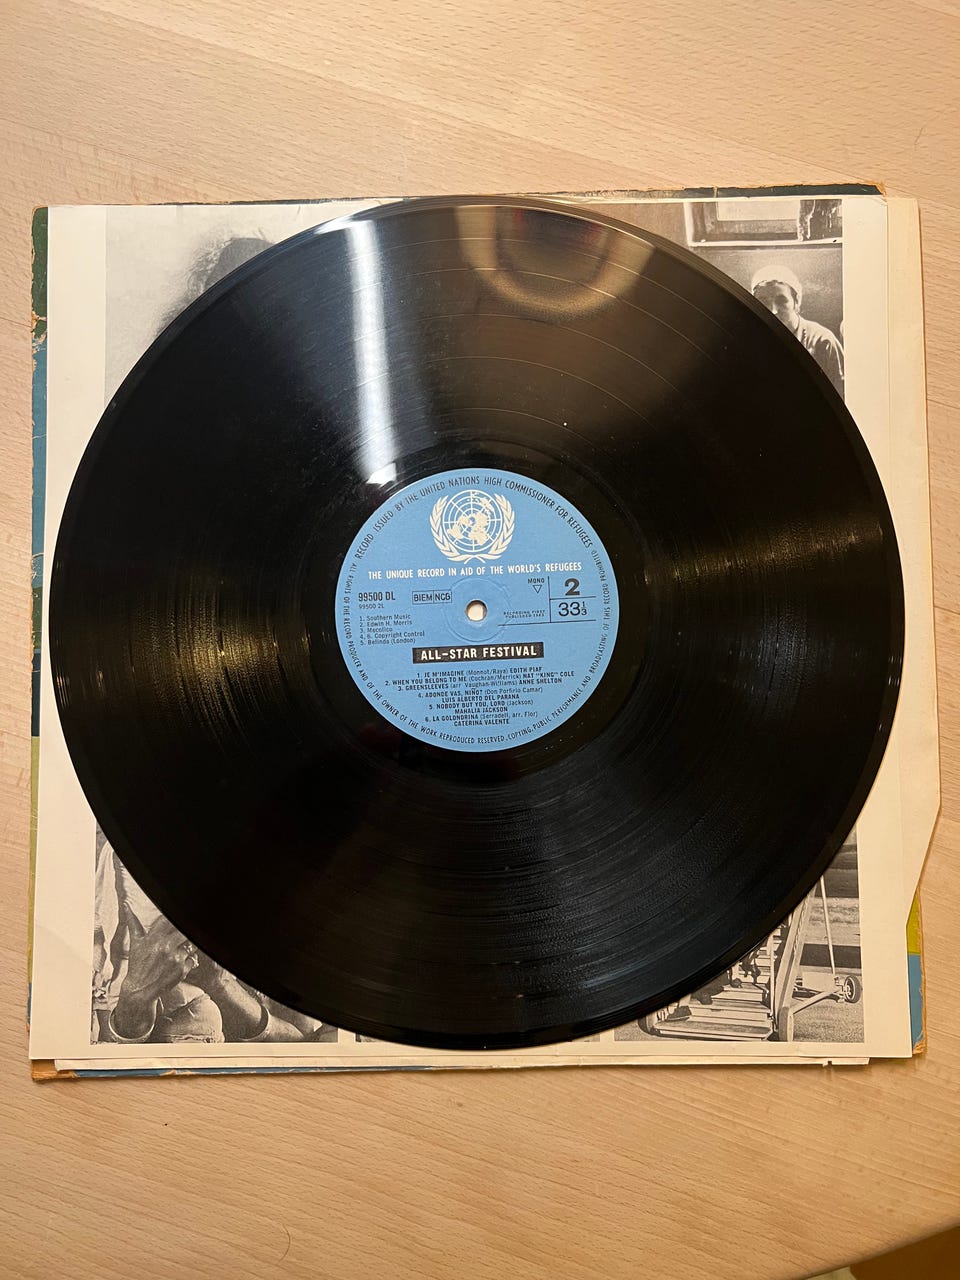 RECORD ISSUED BY THE UNITED NATIONS HIGH COMMISSIONER FOR REFUGEES
THE UNIQUE RECORD IN AID OF THE WORLD'S REFUGEES
99500 DL
99500 2L
BIEM NCB
MONO
2
33⅓
RECORDING FIRST
PUBLISHED 1963
1. Southern Music
2. Edwin H. Morris
3. Mecolico
4, 6. Copyright Control
5. Belinda (London)
ALL-STAR FESTIVAL
1. JE M'IMAGINE (Monnot/Raya) EDITH PIAF
2. WHEN YOU BELONG TO ME (Cochran/Merrick) NAT "KING" COLE
3. GREENSLEEVES (arr. Vaughan-Williams) ANNE SHELTON
4. ADONDE VAS, NIÑO? (Don Porfirio Camar)
LUIS ALBERTO DEL PARANA
5. NOBODY BUT YOU, LORD (Jackson)
MAHALIA JACKSON
6. LA GOLONDRINA (Serradell, arr. Flor)
CATERINA VALENTE
ALL RIGHTS OF THE RECORD PRODUCER AND OF THE OWNER OF THE WORK REPRODUCED RESERVED. COPYING, PUBLIC PERFORMANCE AND BROADCASTING OF THIS RECORD PROHIBITED